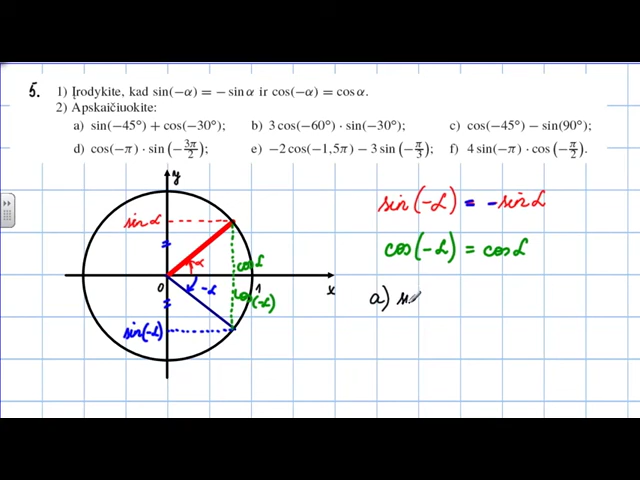 5. 1) Įrodykite, kad sin(−α) = − sin α ir cos(−α) = cos α.
2) Apskaičiuokite:
a) sin(−45°) + cos(−30°); b) 3 cos(−60°) · sin(−30°); c) cos(−45°) − sin(90°);
d) cos(−π) · sin(−3π/2); e) −2 cos(−1,5π) − 3 sin(−π/3); f) 4 sin(−π) · cos(−π/2).
y
sin α
sin(-α) = -sin α
cos(-α) = cos α
α
cos α
0
-α
1
x
cos(-α)
a) si
sin(-α)